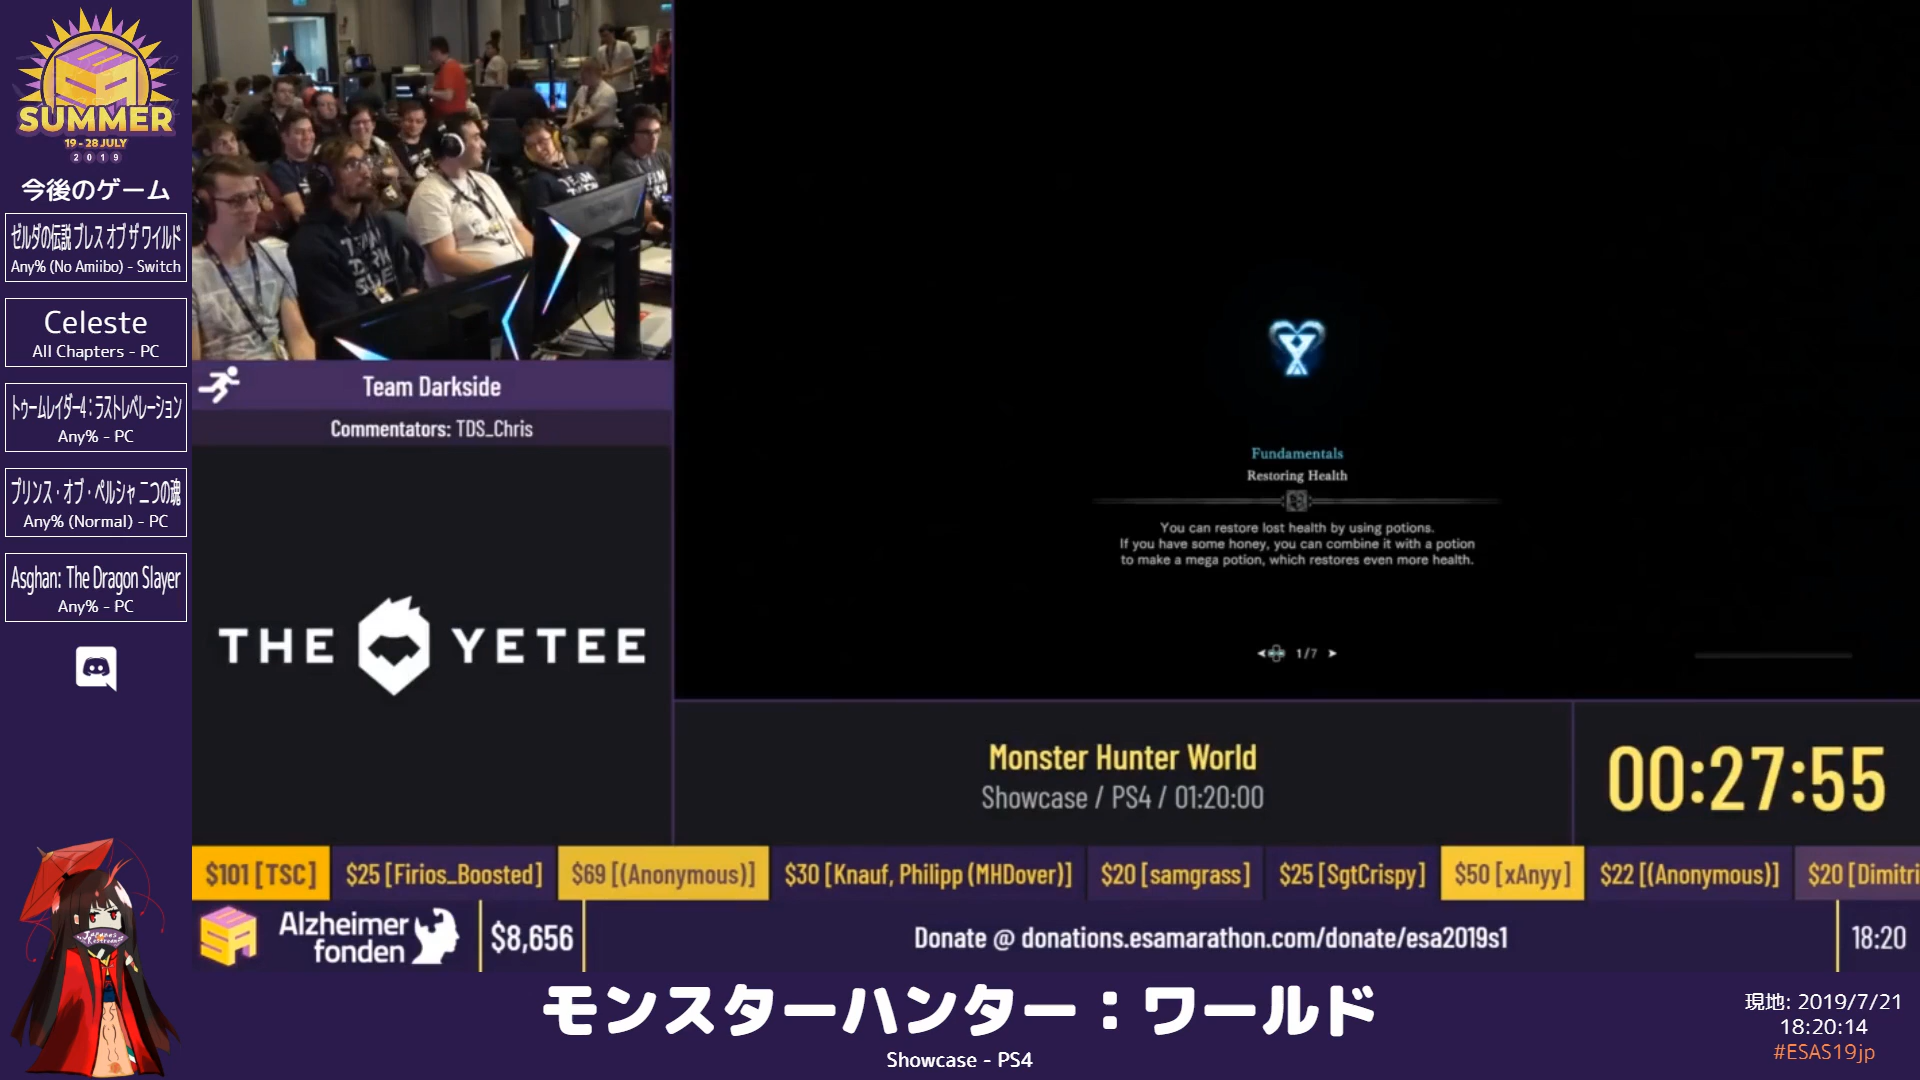 SUMMER
19 - 28 JULY
2019
今後のゲーム
ゼルダの伝説 ブレス オブ ザ ワイルド
Any% (No Amiibo) - Switch
Celeste
All Chapters - PC
トゥームレイダー4：ラストレベレーション
Any% - PC
プリンス・オブ・ペルシャ 二つの魂
Any% (Normal) - PC
Asghan: The Dragon Slayer
Any% - PC
Team Darkside
Commentators: TDS_Chris
THE YETEE
Fundamentals
Restoring Health
You can restore lost health by using potions.
If you have some honey, you can combine it with a potion
to make a mega potion, which restores even more health.
1/7
Monster Hunter World
Showcase / PS4 / 01:20:00
00:27:55
$101 [TSC] $25 [Firios_Boosted] $69 [(Anonymous)] $30 [Knauf, Philipp (MHDover)] $20 [samgrass] $25 [SgtCrispy] $50 [xAnyy] $22 [(Anonymous)] $20 [Dimitri
Alzheimer
fonden
$8,656
Donate @ donations.esamarathon.com/donate/esa2019s1
18:20
モンスターハンター：ワールド
Showcase - PS4
現地: 2019/7/21
18:20:14
#ESAS19jp